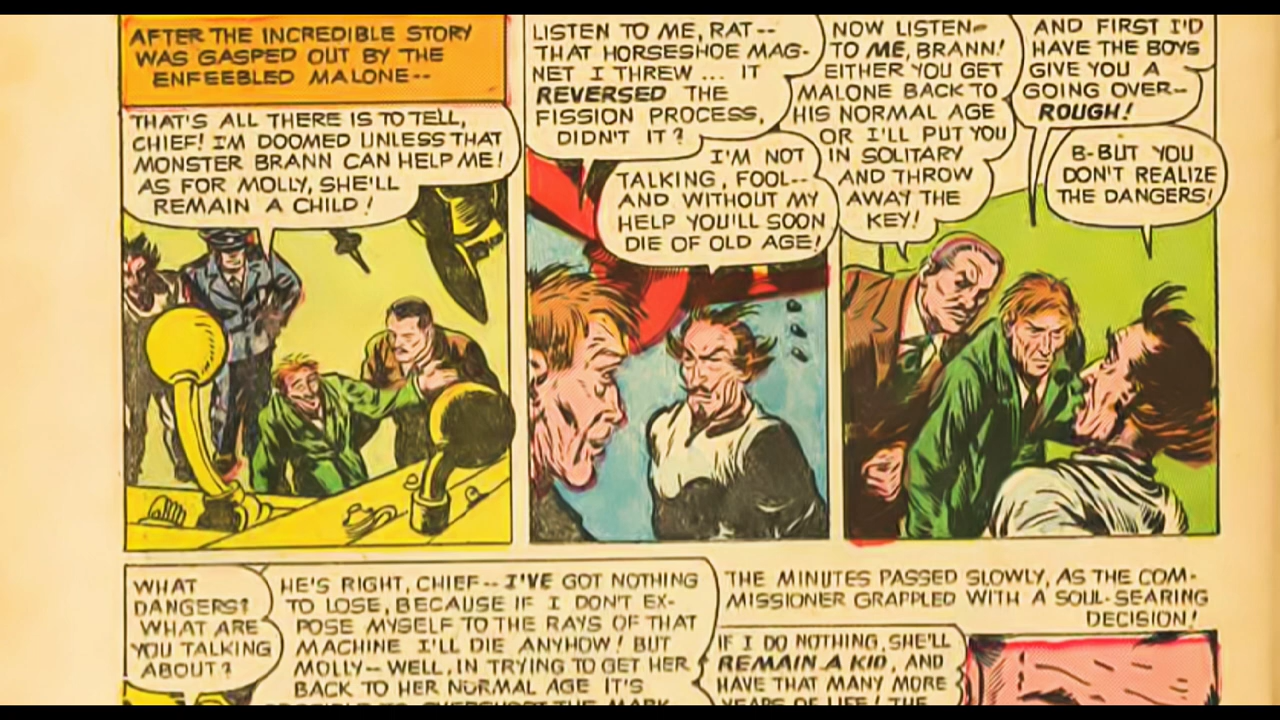 AFTER THE INCREDIBLE STORY
WAS GASPED OUT BY THE
ENFEEBLED MALONE--
THAT'S ALL THERE IS TO TELL,
CHIEF! I'M DOOMED UNLESS THAT
MONSTER BRANN CAN HELP ME!
AS FOR MOLLY, SHE'LL
REMAIN A CHILD!
LISTEN TO ME, RAT--
THAT HORSESHOE MAG-
NET I THREW... IT
REVERSED THE
FISSION PROCESS,
DIDN'T IT?
I'M NOT
TALKING, FOOL--
AND WITHOUT MY
HELP YOU'LL SOON
DIE OF OLD AGE!
NOW LISTEN
TO ME, BRANN!
EITHER YOU GET
MALONE BACK TO
HIS NORMAL AGE
OR I'LL PUT YOU
IN SOLITARY
AND THROW
AWAY THE
KEY!
AND FIRST I'D
HAVE THE BOYS
GIVE YOU A
GOING OVER--
ROUGH!
B-BUT YOU
DON'T REALIZE
THE DANGERS!
WHAT
DANGERS?
WHAT ARE
YOU TALKING
ABOUT?
HE'S RIGHT, CHIEF--I'VE GOT NOTHING
TO LOSE, BECAUSE IF I DON'T EX-
POSE MYSELF TO THE RAYS OF THAT
MACHINE I'LL DIE ANYHOW! BUT
MOLLY--WELL, IN TRYING TO GET HER
BACK TO HER NORMAL AGE IT'S
POSSIBLE TO OVERSHOOT THE MARK
THE MINUTES PASSED SLOWLY, AS THE COM-
MISSIONER GRAPPLED WITH A SOUL-SEARING
DECISION!
IF I DO NOTHING, SHE'LL
REMAIN A KID, AND
HAVE THAT MANY MORE
YEARS OF LIFE! THE